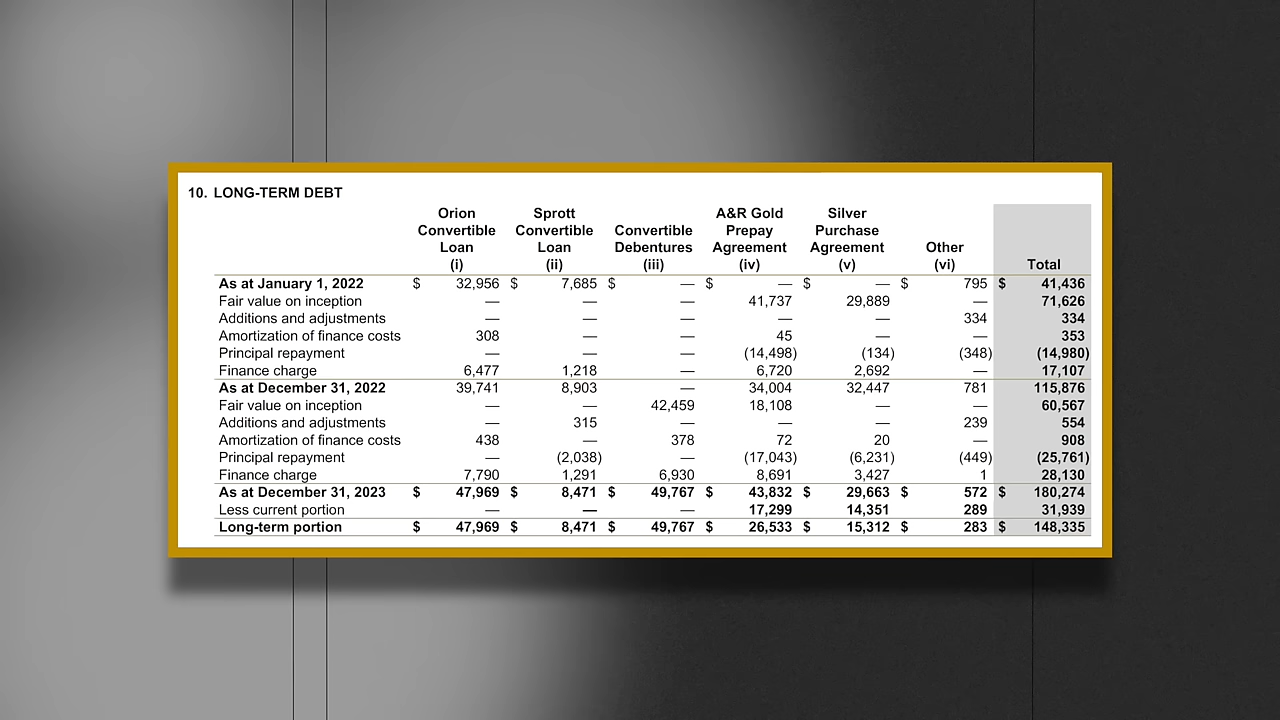 10. LONG-TERM DEBT
Orion Sprott A&R Gold Silver
Convertible Convertible Convertible Prepay Purchase
Loan Loan Debentures Agreement Agreement Other
(i) (ii) (iii) (iv) (v) (vi) Total
As at January 1, 2022 $ 32,956 $ 7,685 $ — $ — $ — $ 795 $ 41,436
Fair value on inception — — — 41,737 29,889 — 71,626
Additions and adjustments — — — — — 334 334
Amortization of finance costs 308 — — 45 — — 353
Principal repayment — — — (14,498) (134) (348) (14,980)
Finance charge 6,477 1,218 — 6,720 2,692 — 17,107
As at December 31, 2022 39,741 8,903 — 34,004 32,447 781 115,876
Fair value on inception — — 42,459 18,108 — — 60,567
Additions and adjustments — 315 — — — 239 554
Amortization of finance costs 438 — 378 72 20 — 908
Principal repayment — (2,038) — (17,043) (6,231) (449) (25,761)
Finance charge 7,790 1,291 6,930 8,691 3,427 1 28,130
As at December 31, 2023 $ 47,969 $ 8,471 $ 49,767 $ 43,832 $ 29,663 $ 572 $ 180,274
Less current portion — — — 17,299 14,351 289 31,939
Long-term portion $ 47,969 $ 8,471 $ 49,767 $ 26,533 $ 15,312 $ 283 $ 148,335